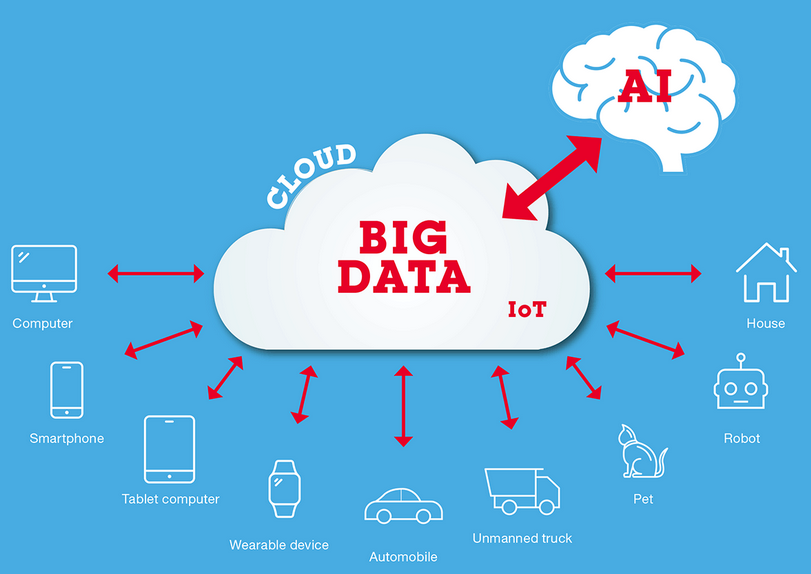 AI
CLOUD
BIG
DATA
IoT
Computer
House
Smartphone
Robot
Tablet computer
Pet
Wearable device
Unmanned truck
Automobile